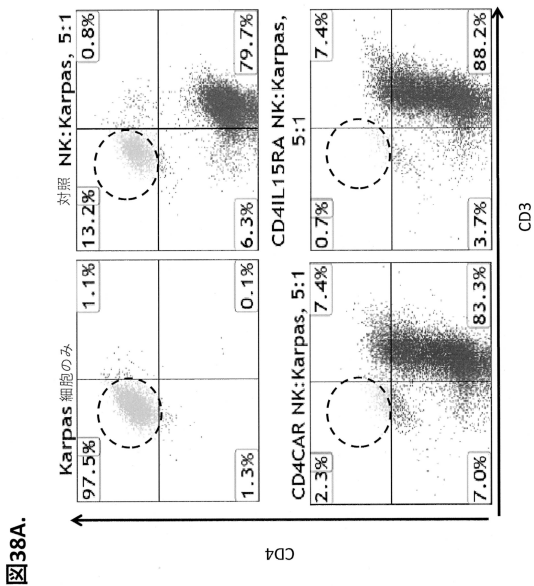 図38A.
Karpas 細胞のみ
97.5%
1.1%
1.3%
0.1%
対照 NK:Karpas, 5:1
13.2%
0.8%
6.3%
79.7%
CD4CAR NK:Karpas, 5:1
2.3%
7.4%
7.0%
83.3%
CD4IL15RA NK:Karpas,
5:1
0.7%
7.4%
3.7%
88.2%
CD4
CD3